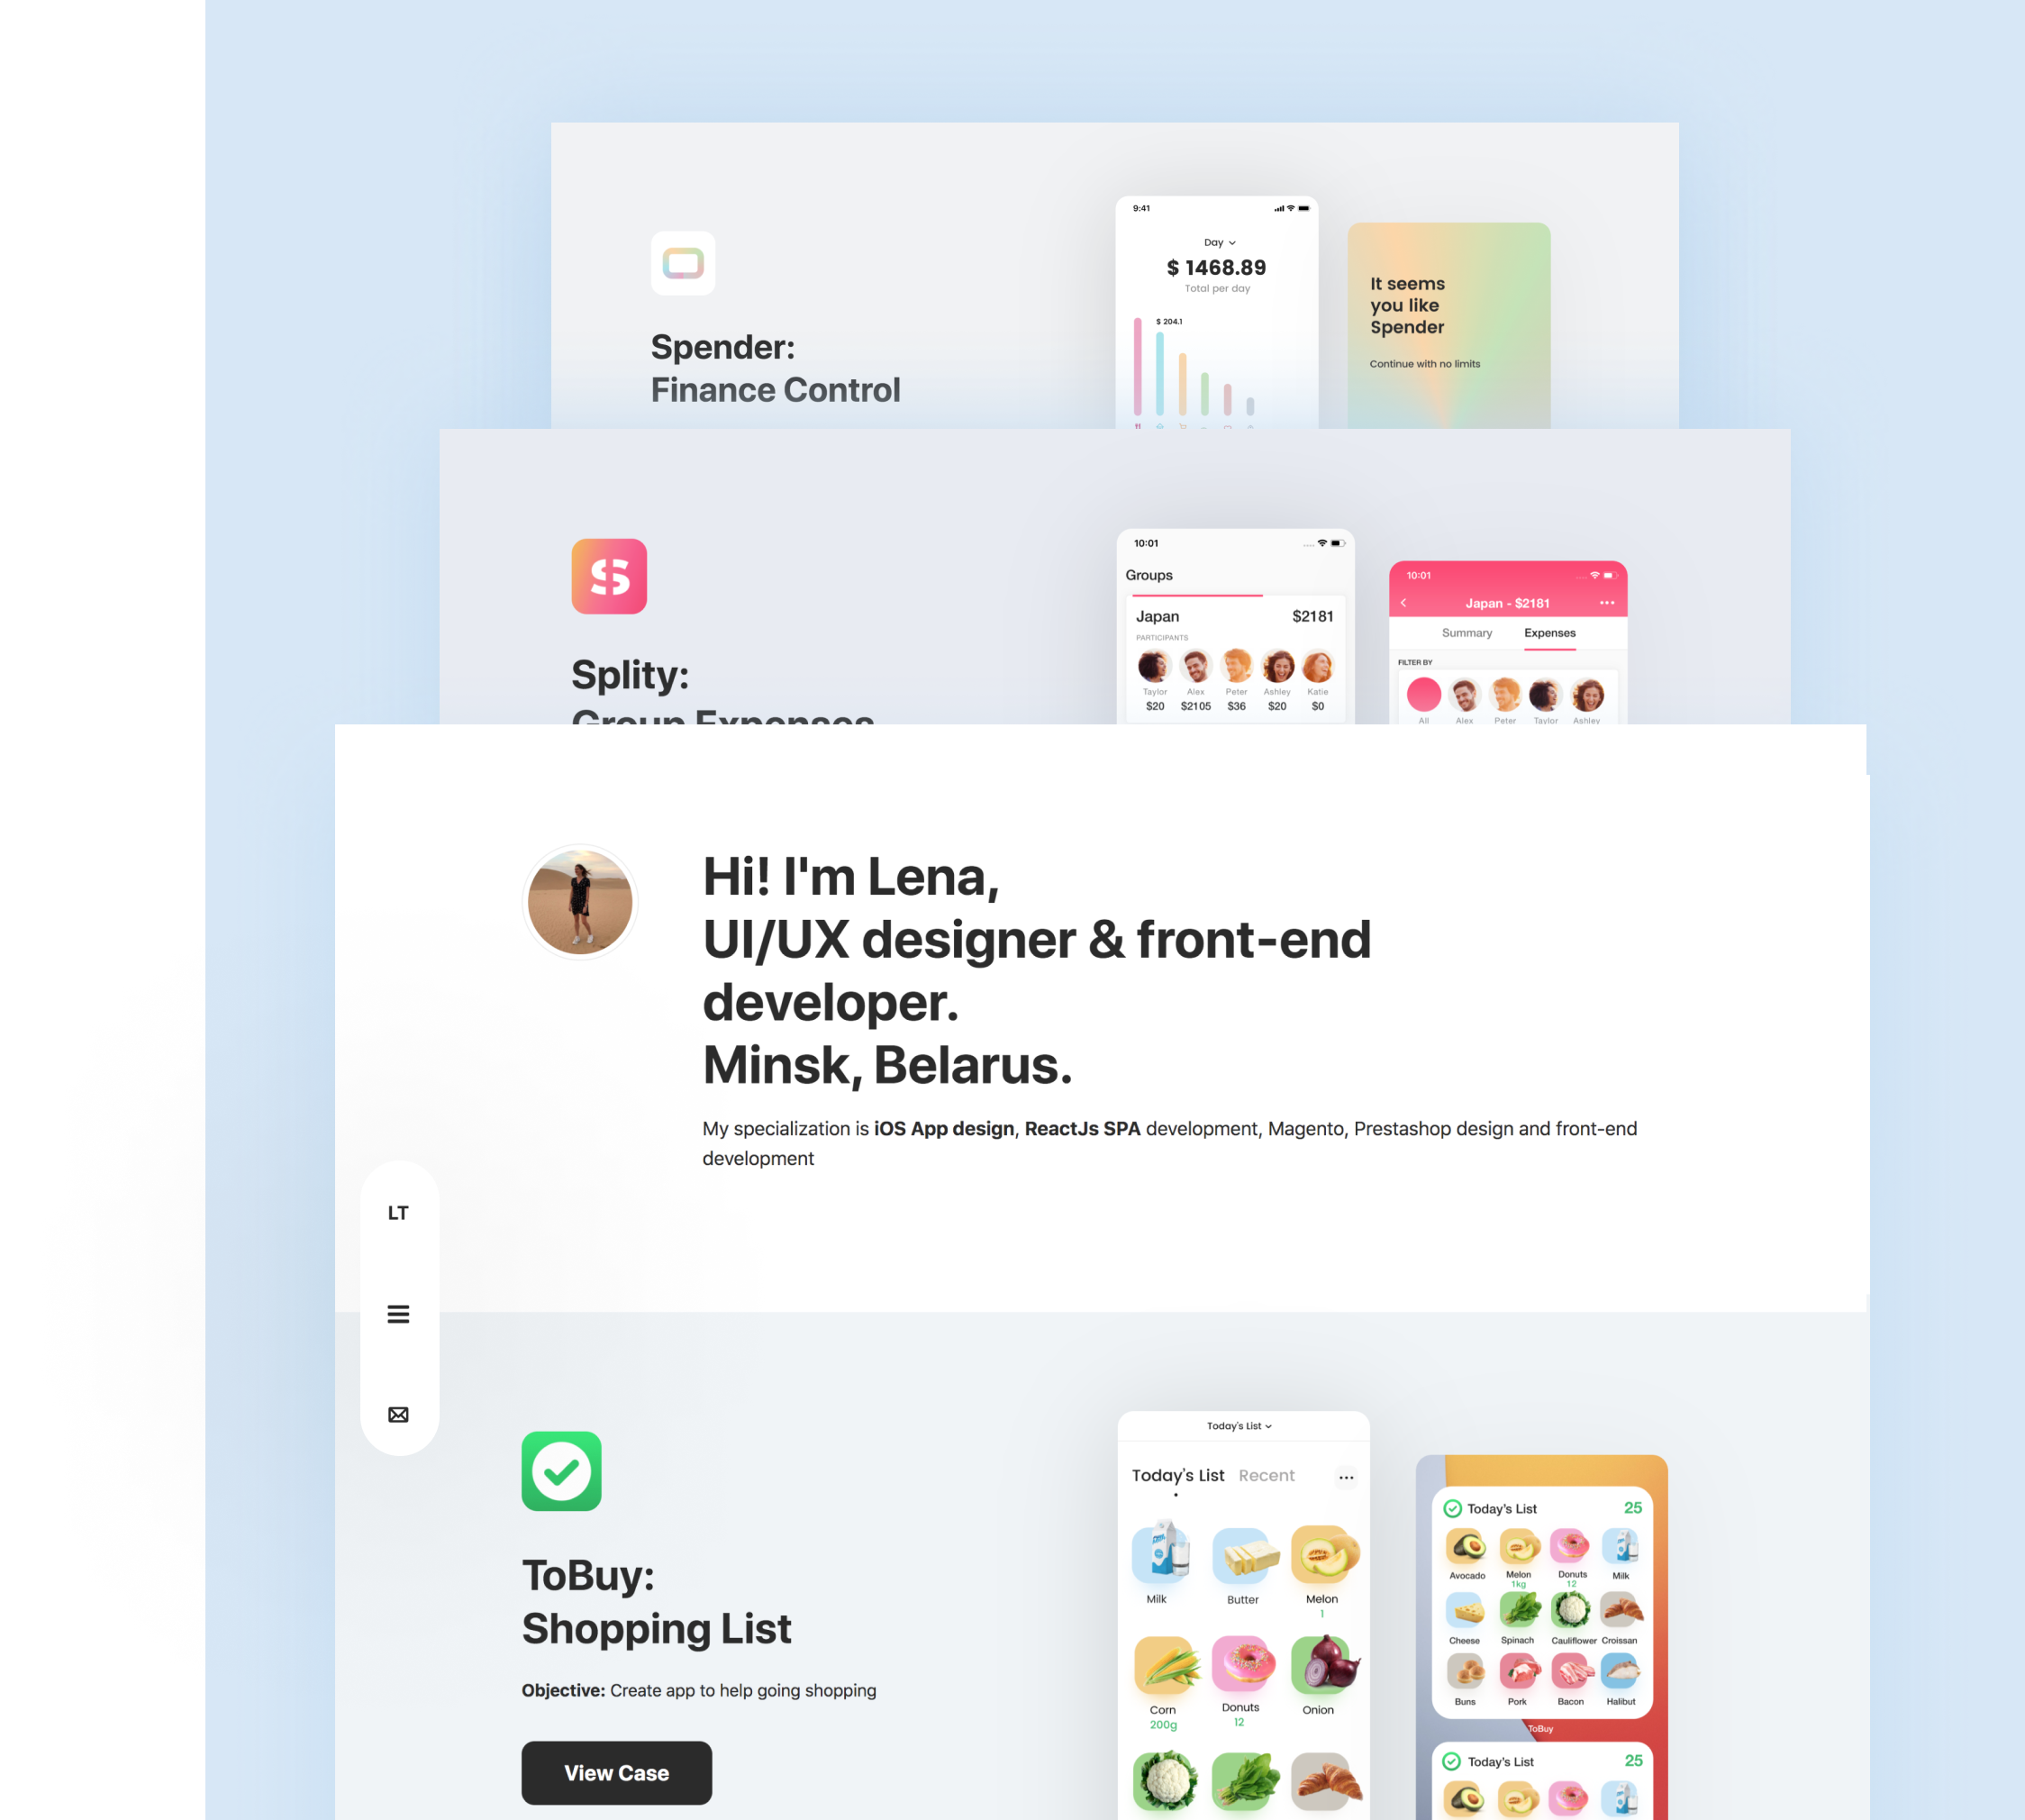 9:41
Day
$ 1468.89
Total per day
$ 204.1
It seems
you like
Spender
Continue with no limits
Spender:
Finance Control
10:01
Groups
Japan $2181
PARTICIPANTS
Taylor Alex Peter Ashley Katie
$20 $2105 $36 $20 $0
10:01
Japan - $2181
Summary Expenses
FILTER BY
All Alex Peter Taylor Ashley
Splity:
Group Expenses
Hi! I'm Lena,
UI/UX designer & front-end
developer.
Minsk, Belarus.
My specialization is iOS App design, ReactJs SPA development, Magento, Prestashop design and front-end
development
LT
ToBuy:
Shopping List
Objective: Create app to help going shopping
View Case
Today's List
Today's List Recent
Milk Butter Melon
1
Corn Donuts Onion
200g 12
Today's List 25
Avocado Melon Donuts Milk
1kg 12
Cheese Spinach Cauliflower Croissan
Buns Pork Bacon Halibut
ToBuy
Today's List 25